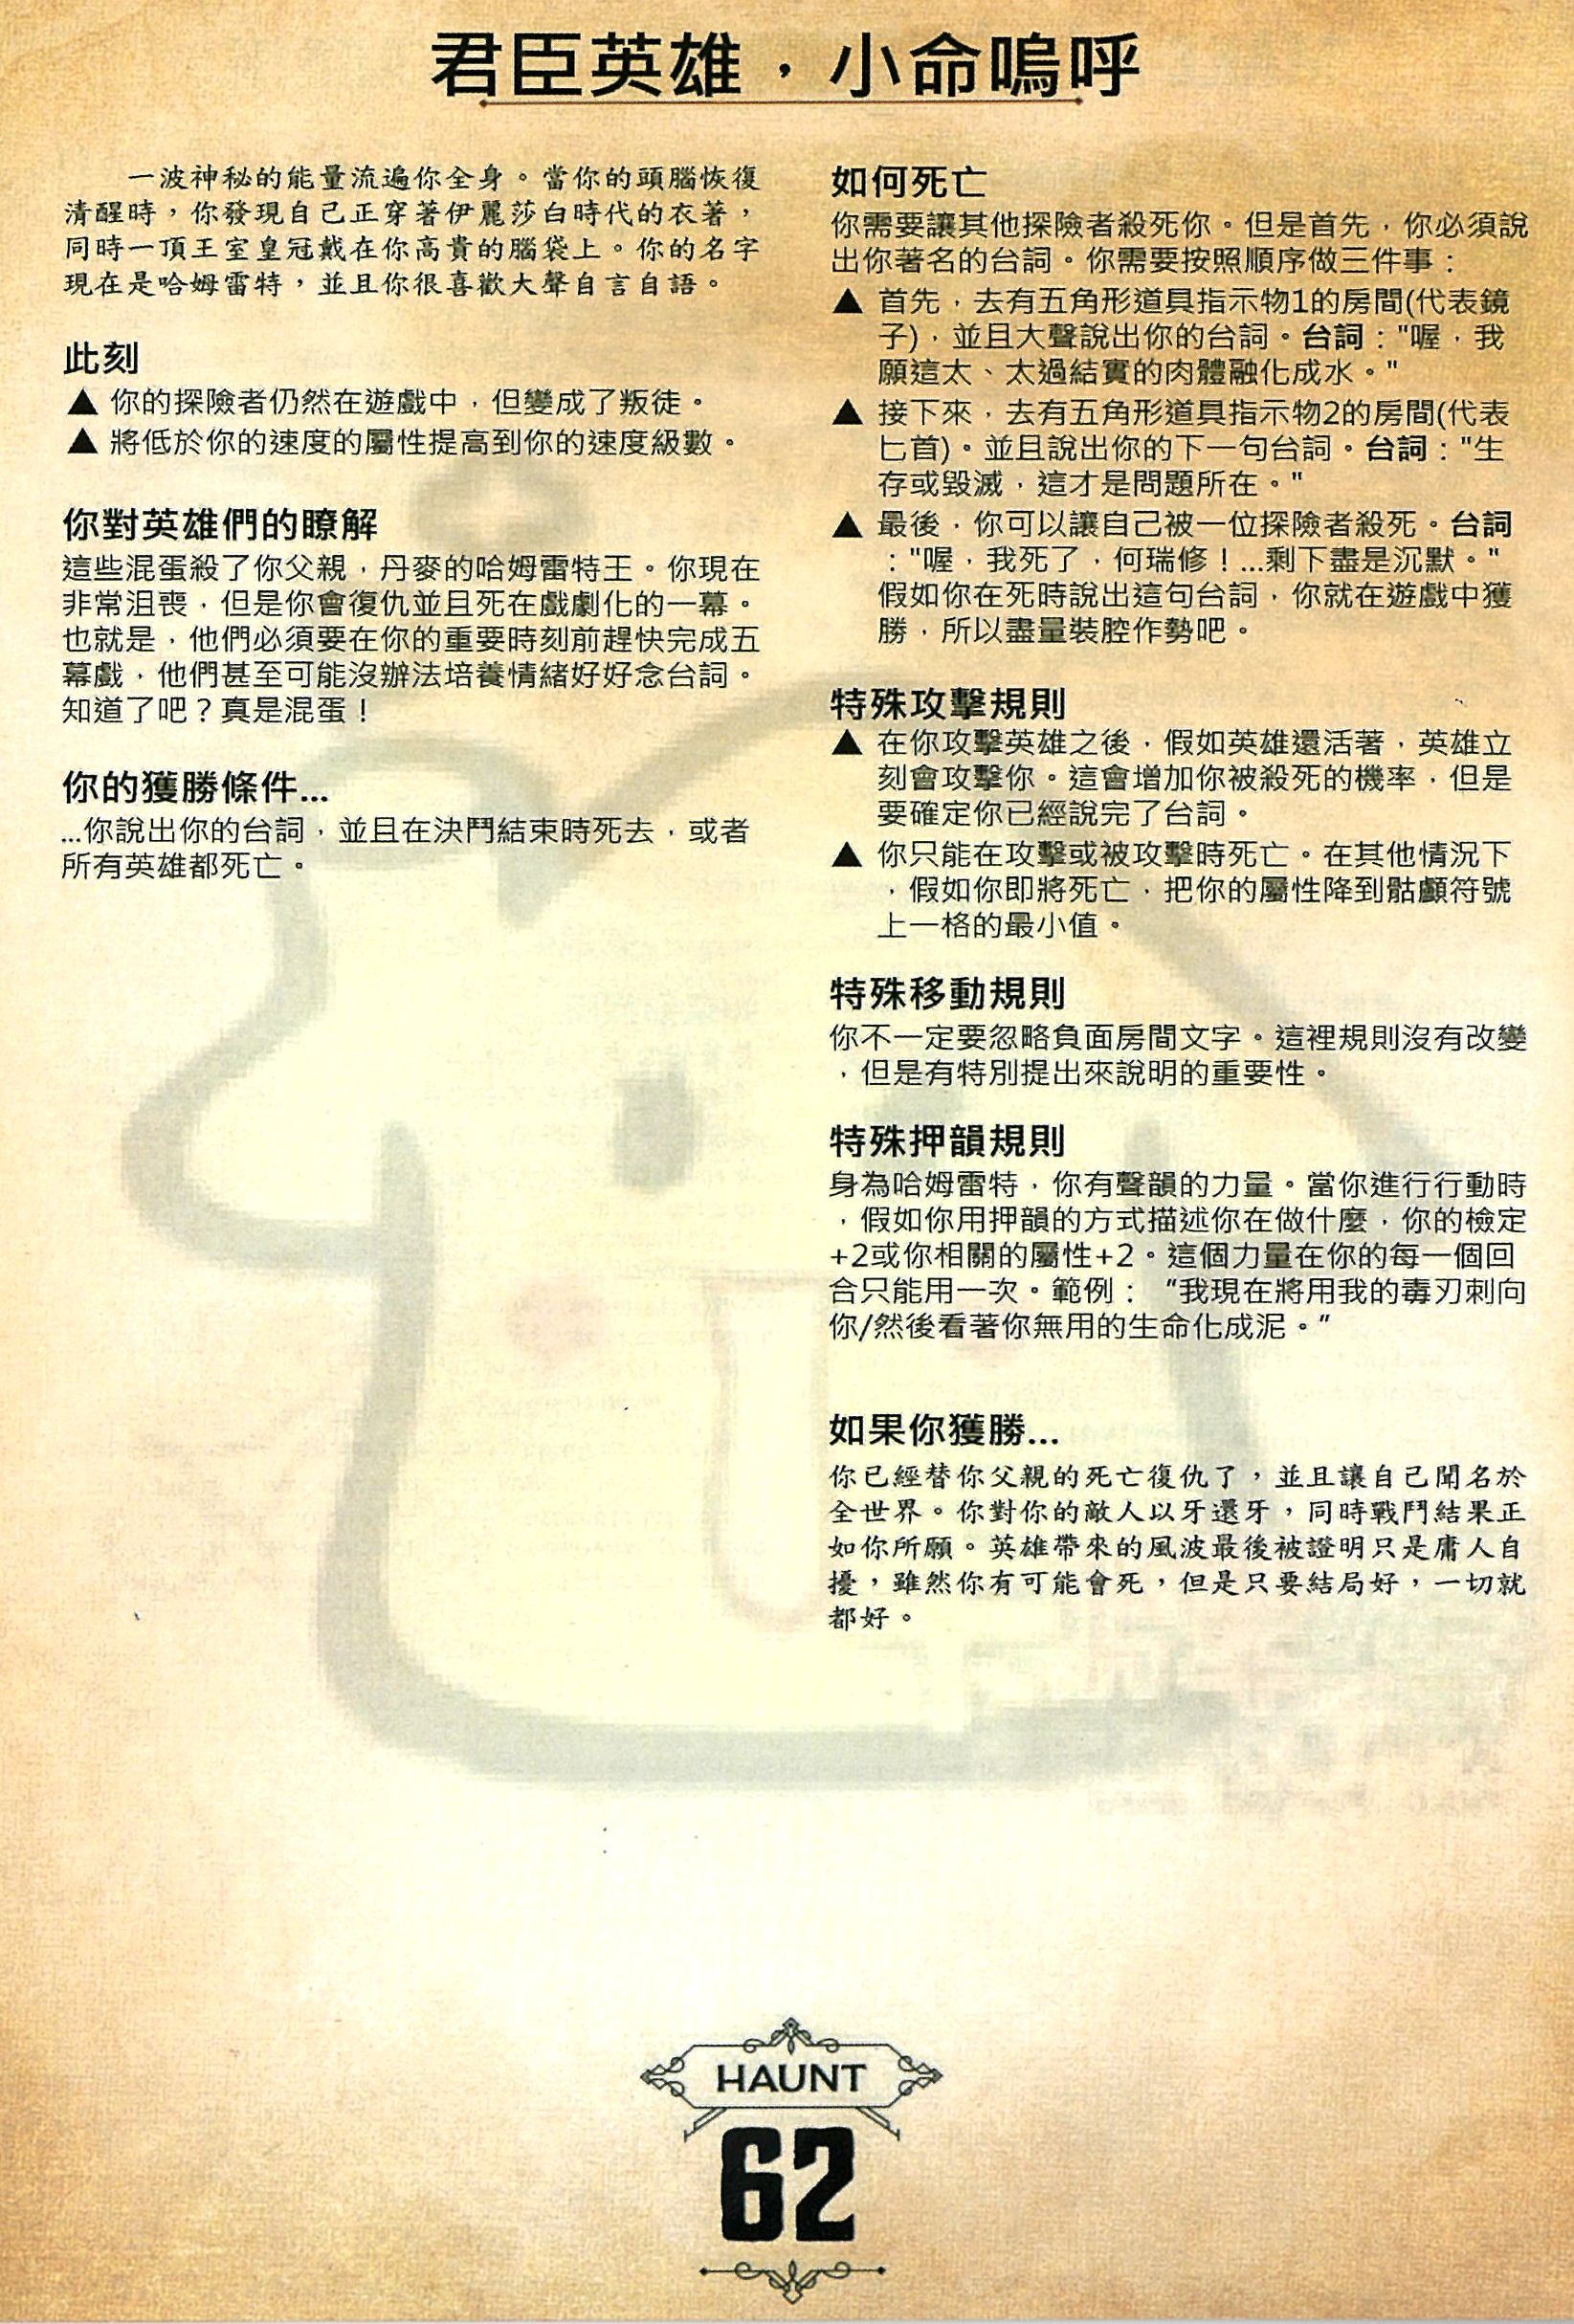 君臣英雄，小命嗚呼
一波神秘的能量流遍你全身。當你的頭腦恢復
清醒時，你發現自己正穿著伊麗莎白時代的衣著，
同時一頂王室皇冠戴在你高貴的腦袋上。你的名字
現在是哈姆雷特，並且你很喜歡大聲自言自語。
此刻
▲ 你的探險者仍然在遊戲中，但變成了叛徒。
▲ 將低於你的速度的屬性提高到你的速度級數。
你對英雄們的瞭解
這些混蛋殺了你父親，丹麥的哈姆雷特王。你現在
非常沮喪，但是你會復仇並且死在戲劇化的一幕。
也就是，他們必須要在你的重要時刻前趕快完成五
幕戲，他們甚至可能沒辦法培養情緒好好念台詞。
知道了吧？真是混蛋！
你的獲勝條件...
...你說出你的台詞，並且在決鬥結束時死去，或者
所有英雄都死亡。
如何死亡
你需要讓其他探險者殺死你。但是首先，你必須說
出你著名的台詞。你需要按照順序做三件事：
▲ 首先，去有五角形道具指示物1的房間(代表鏡
子)，並且大聲說出你的台詞。台詞："喔，我
願這太、太過結實的肉體融化成水。"
▲ 接下來，去有五角形道具指示物2的房間(代表
匕首)。並且說出你的下一句台詞。台詞："生
存或毀滅，這才是問題所在。"
▲ 最後，你可以讓自己被一位探險者殺死。台詞
："喔，我死了，何瑞修！...剩下盡是沉默。"
假如你在死時說出這句台詞，你就在遊戲中獲
勝，所以盡量裝腔作勢吧。
特殊攻擊規則
▲ 在你攻擊英雄之後，假如英雄還活著，英雄立
刻會攻擊你。這會增加你被殺死的機率，但是
要確定你已經說完了台詞。
▲ 你只能在攻擊或被攻擊時死亡。在其他情況下
，假如你即將死亡，把你的屬性降到骷顱符號
上一格的最小值。
特殊移動規則
你不一定要忽略負面房間文字。這裡規則沒有改變
，但是有特別提出來說明的重要性。
特殊押韻規則
身為哈姆雷特，你有聲韻的力量。當你進行行動時
，假如你用押韻的方式描述你在做什麼，你的檢定
+2或你相關的屬性+2。這個力量在你的每一個回
合只能用一次。範例： “我現在將用我的毒刃刺向
你/然後看著你無用的生命化成泥。”
如果你獲勝...
你已經替你父親的死亡復仇了，並且讓自己聞名於
全世界。你對你的敵人以牙還牙，同時戰鬥結果正
如你所願。英雄帶來的風波最後被證明只是庸人自
擾，雖然你有可能會死，但是只要結局好，一切就
都好。
HAUNT
62